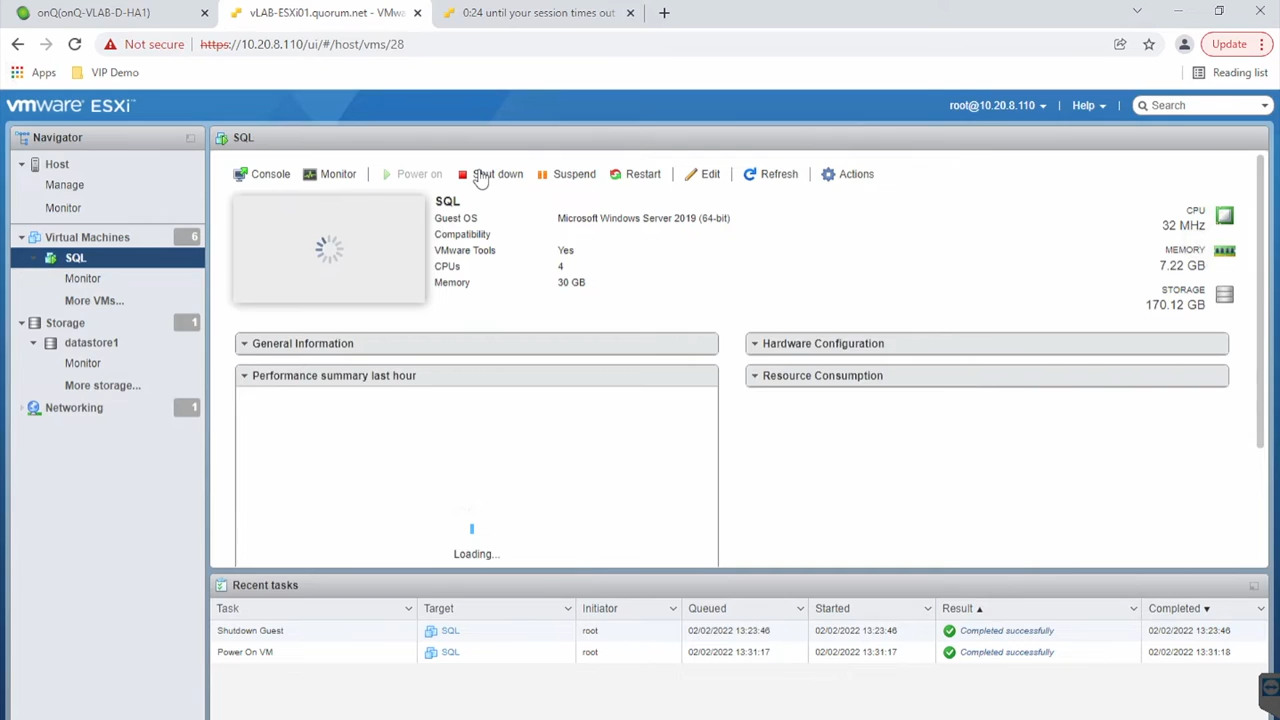 onQ(onQ-VLAB-D-HA1)
vLAB-ESXi01.quorum.net - VMwa
0:24 until your session times out
Not secure
https://10.20.8.110/ui/#/host/vms/28
Update
Apps
VIP Demo
Reading list
vmware ESXi™
root@10.20.8.110
Help
Search
Navigator
Host
Manage
Monitor
Virtual Machines 6
SQL
Monitor
More VMs...
Storage 1
datastore1
Monitor
More storage...
Networking 1
SQL
Console Monitor Power on Shut down Suspend Restart Edit Refresh Actions
SQL
Guest OS Microsoft Windows Server 2019 (64-bit)
Compatibility
VMware Tools Yes
CPUs 4
Memory 30 GB
CPU
32 MHz
MEMORY
7.22 GB
STORAGE
170.12 GB
General Information
Hardware Configuration
Performance summary last hour
Resource Consumption
Loading...
Recent tasks
Task Target Initiator Queued Started Result Completed
Shutdown Guest SQL root 02/02/2022 13:23:46 02/02/2022 13:23:46 Completed successfully 02/02/2022 13:23:46
Power On VM SQL root 02/02/2022 13:31:17 02/02/2022 13:31:17 Completed successfully 02/02/2022 13:31:18